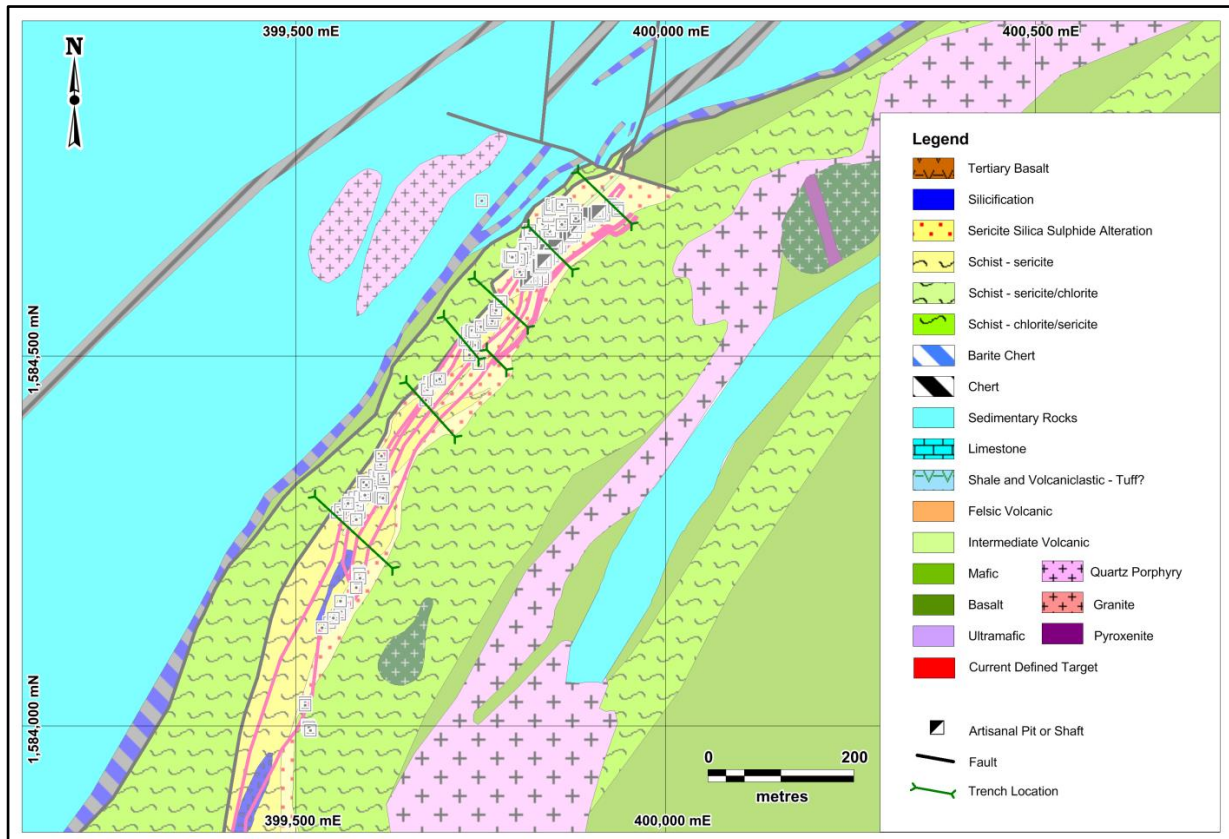 399,500 mE
400,000 mE
400,500 mE
N
1,584,500 mN
1,584,000 mN
Legend
Tertiary Basalt
Silicification
Sericite Silica Sulphide Alteration
Schist - sericite
Schist - sericite/chlorite
Schist - chlorite/sericite
Barite Chert
Chert
Sedimentary Rocks
Limestone
Shale and Volcaniclastic - Tuff?
Felsic Volcanic
Intermediate Volcanic
Mafic
Quartz Porphyry
Basalt
Granite
Ultramafic
Pyroxenite
Current Defined Target
Artisanal Pit or Shaft
Fault
Trench Location
0
200
metres
399,500 mE
400,000 mE